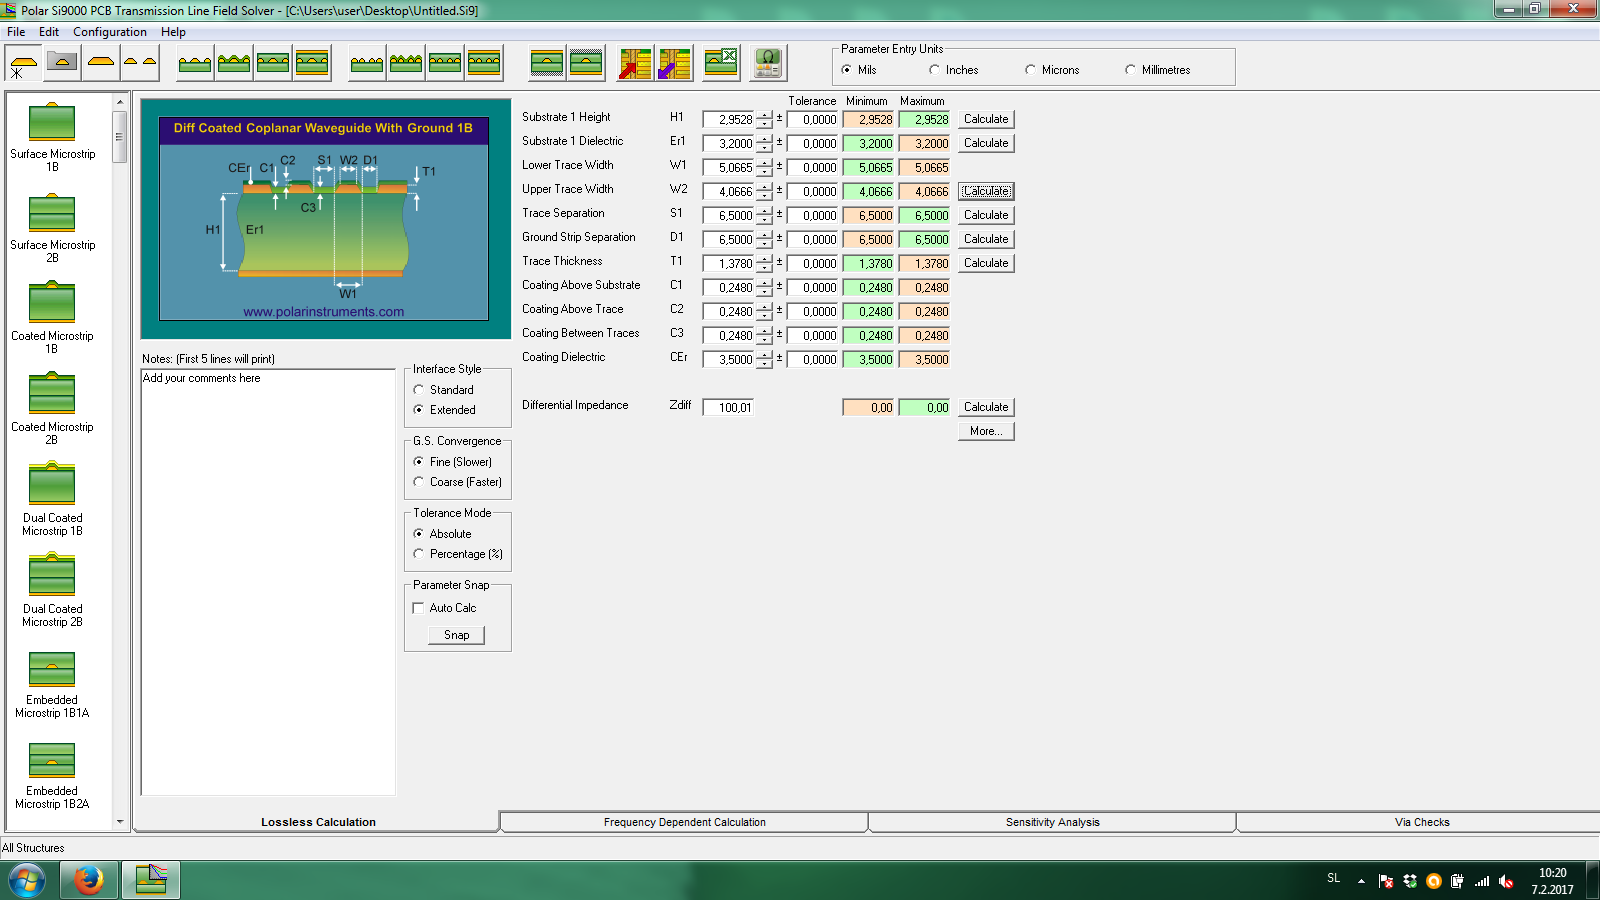 Polar Si9000 PCB Transmission Line Field Solver - [C:\Users\user\Desktop\Untitled.Si9]
File Edit Configuration Help
Parameter Entry Units
Mils Inches Microns Millimetres
Surface Microstrip
1B
Surface Microstrip
2B
Coated Microstrip
1B
Coated Microstrip
2B
Dual Coated
Microstrip 1B
Dual Coated
Microstrip 2B
Embedded
Microstrip 1B1A
Embedded
Microstrip 1B2A
Diff Coated Coplanar Waveguide With Ground 1B
CEr C1 C2 S1 W2 D1 T1
C3
H1 Er1
W1
www.polarinstruments.com
Notes: (First 5 lines will print)
Add your comments here
Interface Style
Standard
Extended
G.S. Convergence
Fine (Slower)
Coarse (Faster)
Tolerance Mode
Absolute
Percentage (%)
Parameter Snap
Auto Calc
Snap
Tolerance Minimum Maximum
Substrate 1 Height H1 2,9528 ± 0,0000 2,9528 2,9528 Calculate
Substrate 1 Dielectric Er1 3,2000 ± 0,0000 3,2000 3,2000 Calculate
Lower Trace Width W1 5,0665 ± 0,0000 5,0665 5,0665
Upper Trace Width W2 4,0666 ± 0,0000 4,0666 4,0666 Calculate
Trace Separation S1 6,5000 ± 0,0000 6,5000 6,5000 Calculate
Ground Strip Separation D1 6,5000 ± 0,0000 6,5000 6,5000 Calculate
Trace Thickness T1 1,3780 ± 0,0000 1,3780 1,3780 Calculate
Coating Above Substrate C1 0,2480 ± 0,0000 0,2480 0,2480
Coating Above Trace C2 0,2480 ± 0,0000 0,2480 0,2480
Coating Between Traces C3 0,2480 ± 0,0000 0,2480 0,2480
Coating Dielectric CEr 3,5000 ± 0,0000 3,5000 3,5000
Differential Impedance Zdiff 100,01 0,00 0,00 Calculate
More...
Lossless Calculation Frequency Dependent Calculation Sensitivity Analysis Via Checks
All Structures
SL
10:20
7.2.2017